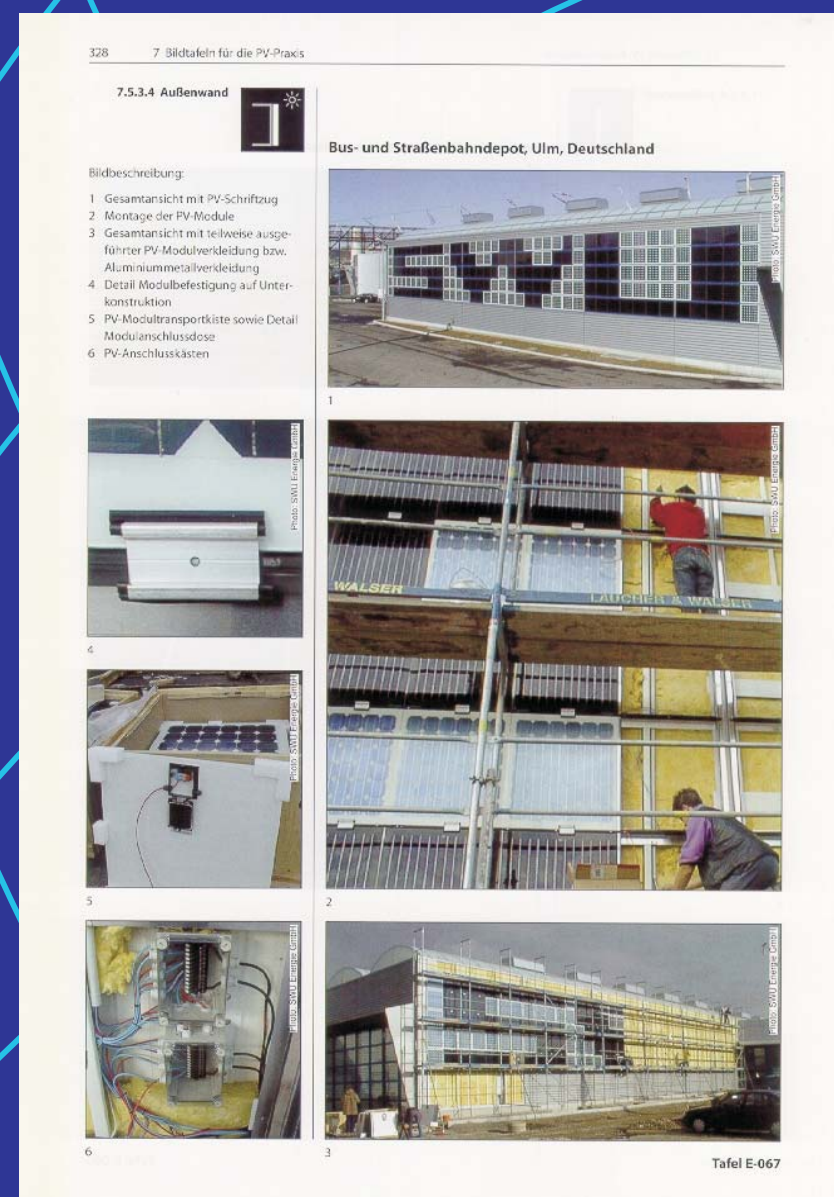 328 7 Bildtafeln für die PV-Praxis
7.5.3.4 Außenwand
Bildbeschreibung:
1 Gesamtansicht mit PV-Schriftzug
2 Montage der PV-Module
3 Gesamtansicht mit teilweise ausge-
führter PV-Modulverkleidung bzw.
Aluminiummetallverkleidung
4 Detail Modulbefestigung auf Unter-
konstruktion
5 PV-Modultransportkiste sowie Detail
Modulanschlussdose
6 PV-Anschlusskästen
Bus- und Straßenbahndepot, Ulm, Deutschland
Photo: SWU Energie GmbH
1
Photo: SWU Energie GmbH
4
Photo: SWU Energie GmbH
WALSER
LAUCHER & WALSER
2
Photo: SWU Energie GmbH
5
Photo: SWU Energie GmbH
6
Photo: SWU Energie GmbH
3
Tafel E-067